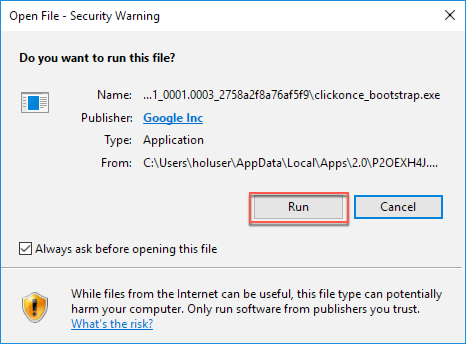 Open File - Security Warning
Do you want to run this file?
Name: ...1_0001.0003_2758a2f8a76af5f9\clickonce_bootstrap.exe
Publisher: Google Inc
Type: Application
From: C:\Users\holuser\AppData\Local\Apps\2.0\P2OEXH4J....
Run Cancel
Always ask before opening this file
While files from the Internet can be useful, this file type can potentially
harm your computer. Only run software from publishers you trust.
What's the risk?